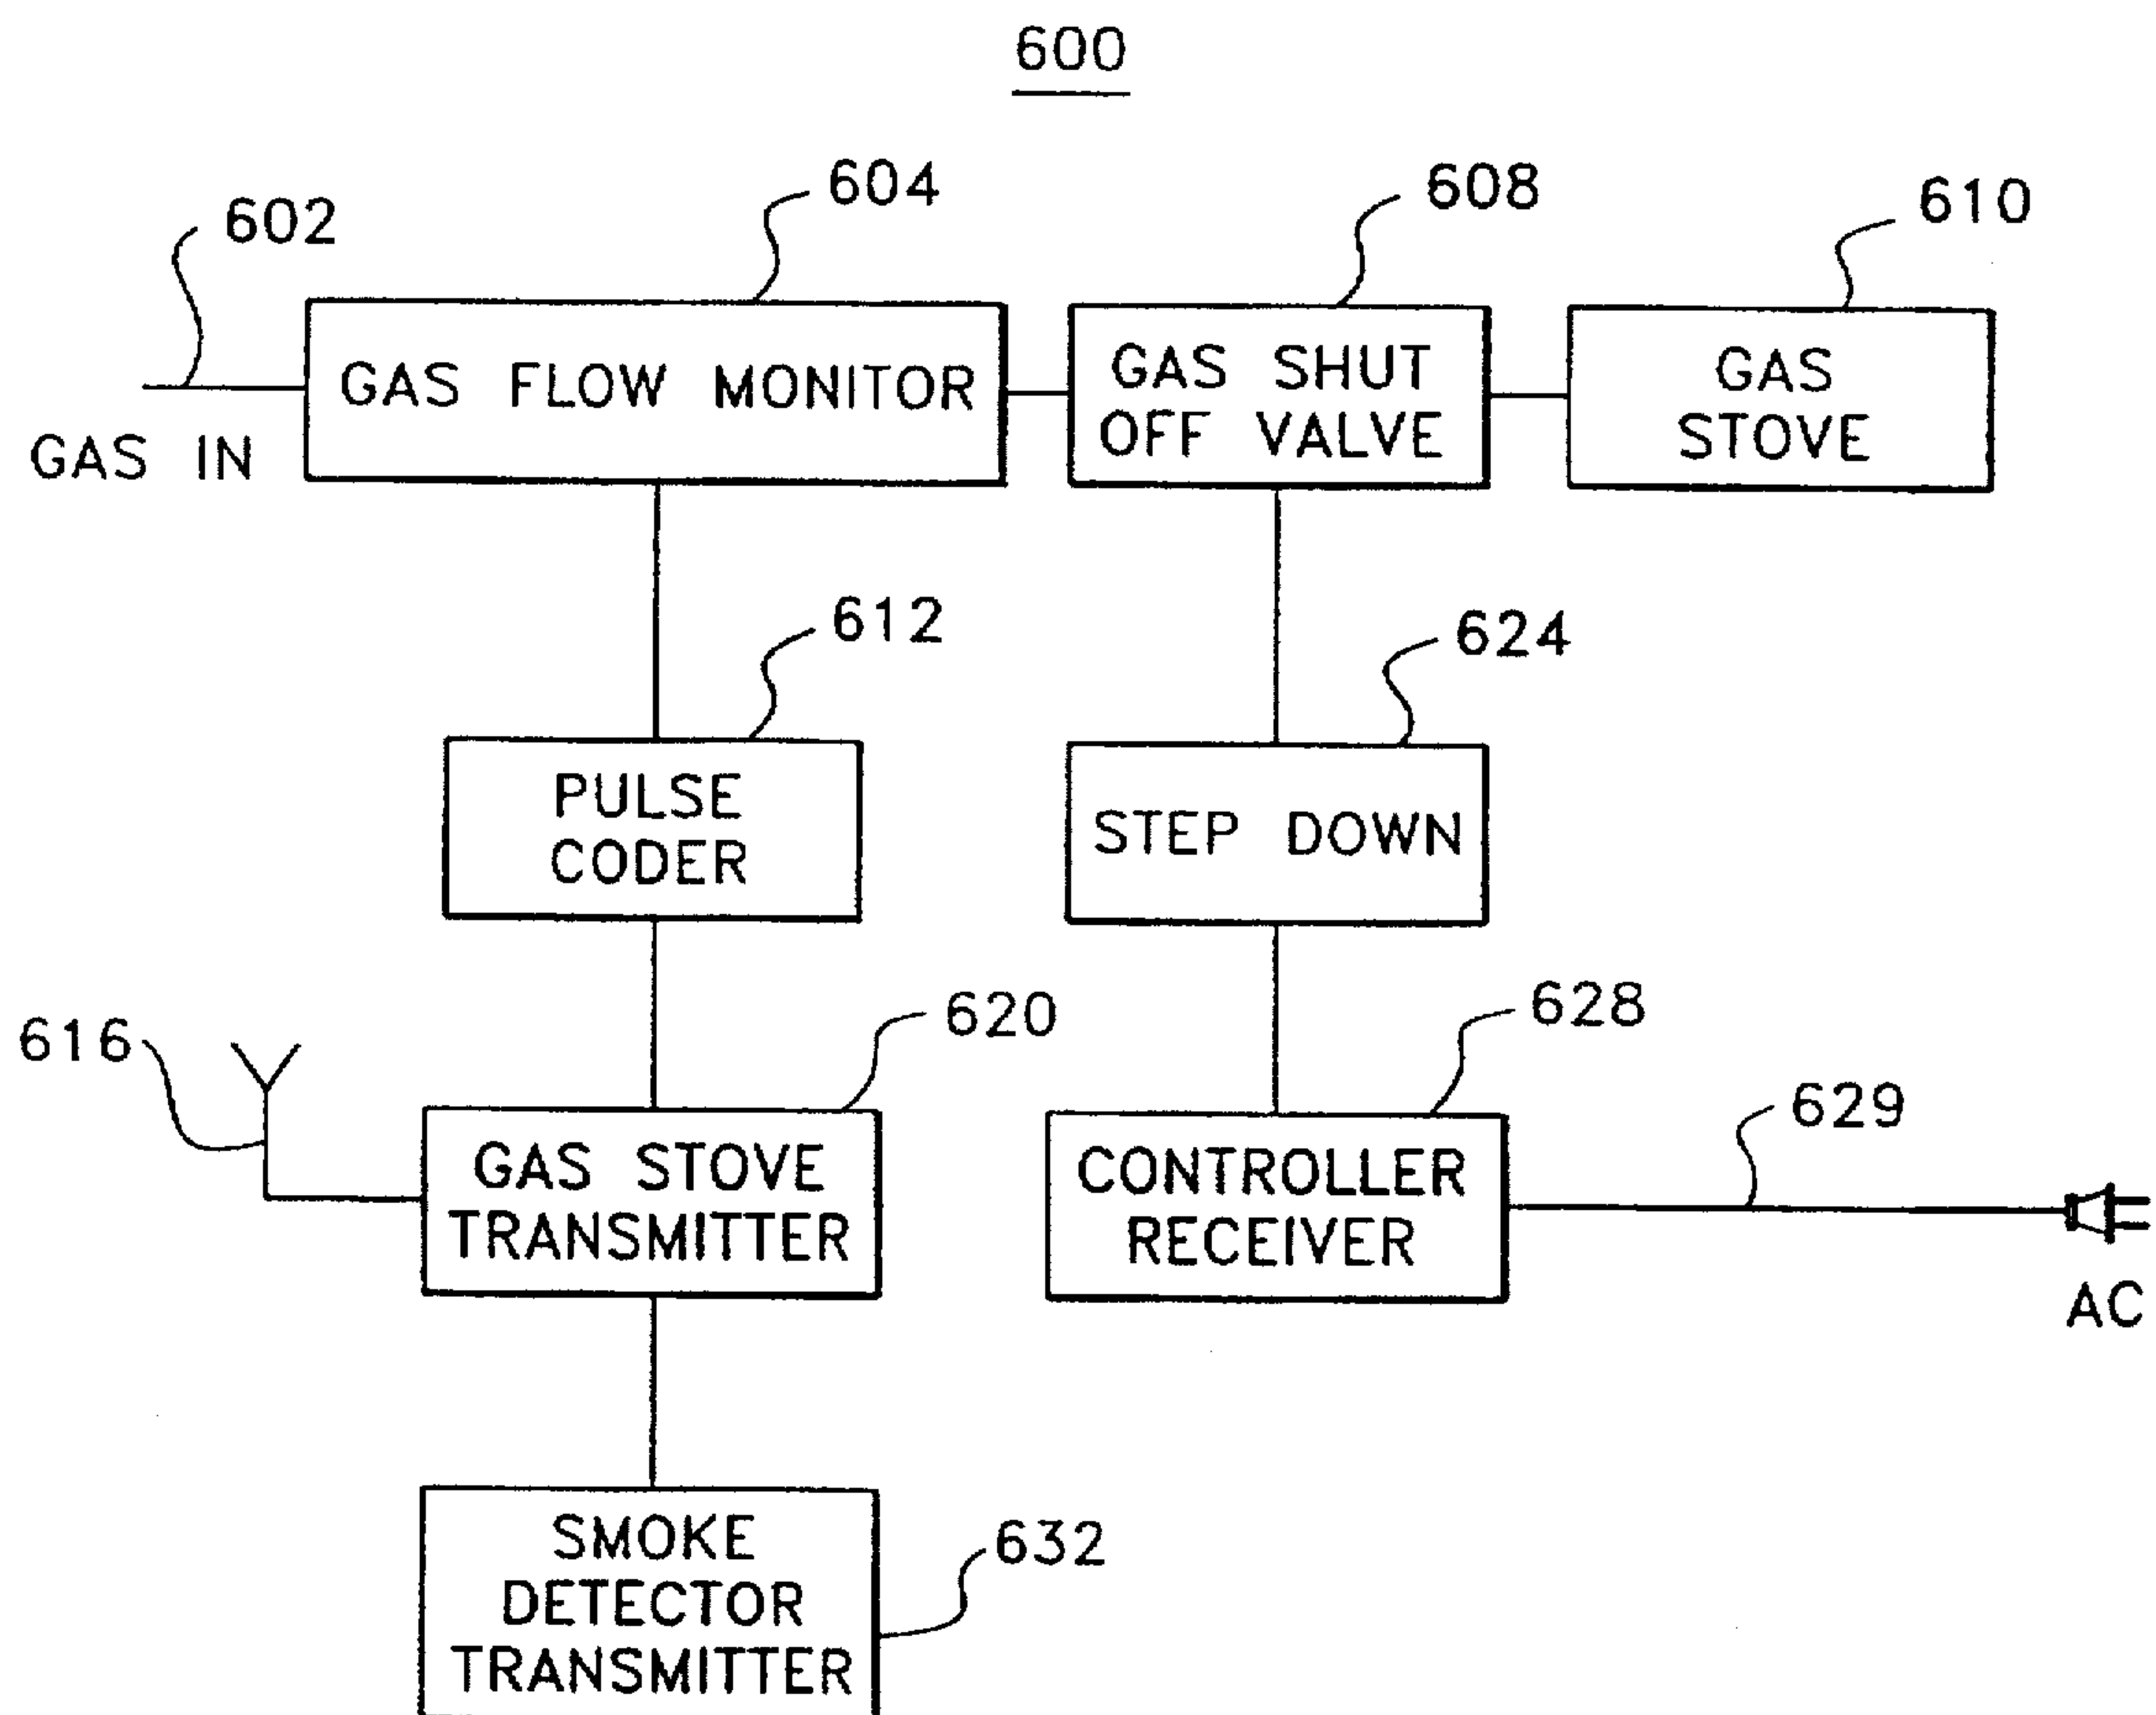 600
602
604
608
610
GAS IN
GAS FLOW MONITOR
GAS SHUT
OFF VALVE
GAS
STOVE
612
624
PULSE
CODER
STEP DOWN
616
620
628
629
GAS STOVE
TRANSMITTER
CONTROLLER
RECEIVER
AC
632
SMOKE
DETECTOR
TRANSMITTER